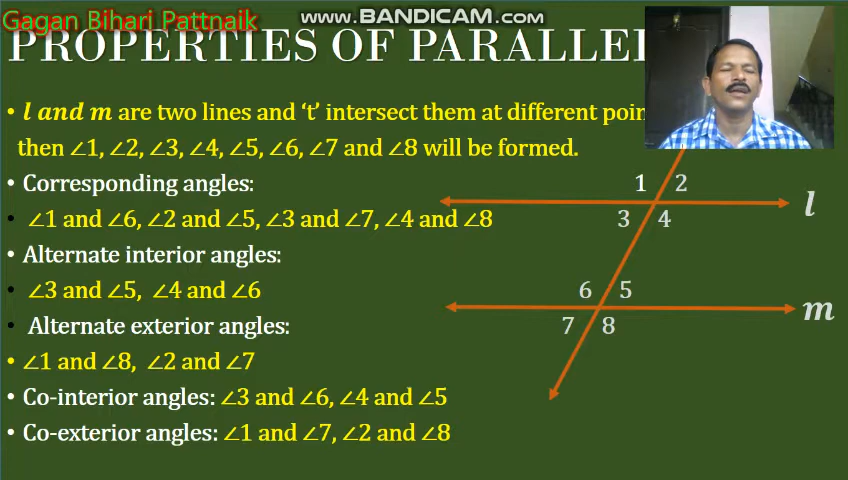 www.BANDICAM.com
Gagan Bihari Pattnaik
PROPERTIES OF PARALLEL
• l and m are two lines and ‘t’ intersect them at different poin
then ∠1, ∠2, ∠3, ∠4, ∠5, ∠6, ∠7 and ∠8 will be formed.
• Corresponding angles:
• ∠1 and ∠6, ∠2 and ∠5, ∠3 and ∠7, ∠4 and ∠8
• Alternate interior angles:
• ∠3 and ∠5, ∠4 and ∠6
• Alternate exterior angles:
• ∠1 and ∠8, ∠2 and ∠7
• Co-interior angles: ∠3 and ∠6, ∠4 and ∠5
• Co-exterior angles: ∠1 and ∠7, ∠2 and ∠8
1 2
l
3 4
6 5
m
7 8